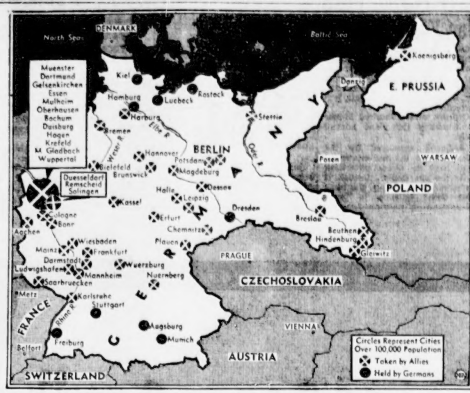 North Sea
DENMARK
Baltic Sea
Koenigsberg
Danzig
E. PRUSSIA
Muenster
Dortmund
Gelsenkirchen
Essen
Mulheim
Oberhausen
Bochum
Duisburg
Hagen
Krefeld
M. Gladbach
Wuppertal
Duesseldorf
Remscheid
Solingen
Kiel
Rostock
Luebeck
Hamburg
Harburg
Stettin
Bremen
Elbe R.
Weser R.
Oder R.
Hannover
BERLIN
Potsdam
Posen
WARSAW
Bielefeld
Brunswick
Magdeburg
Dessau
POLAND
Halle
Leipzig
Kassel
Cologne
Bonn
Aachen
Erfurt
Dresden
Breslau
Chemnitz
Beuthen
Hindenburg
Gleiwitz
Plauen
Wiesbaden
Mainz
Frankfurt
Darmstadt
Wuerzburg
PRAGUE
Ludwigshafen
Mannheim
Nuernberg
CZECHOSLOVAKIA
Saarbruecken
Metz
Karlsruhe
Stuttgart
FRANCE
Rhine R.
GERMANY
Augsburg
Munich
VIENNA
Belfort
Freiburg
AUSTRIA
SWITZERLAND
Circles Represent Cities
Over 100,000 Population
Taken by Allies
Held by Germans